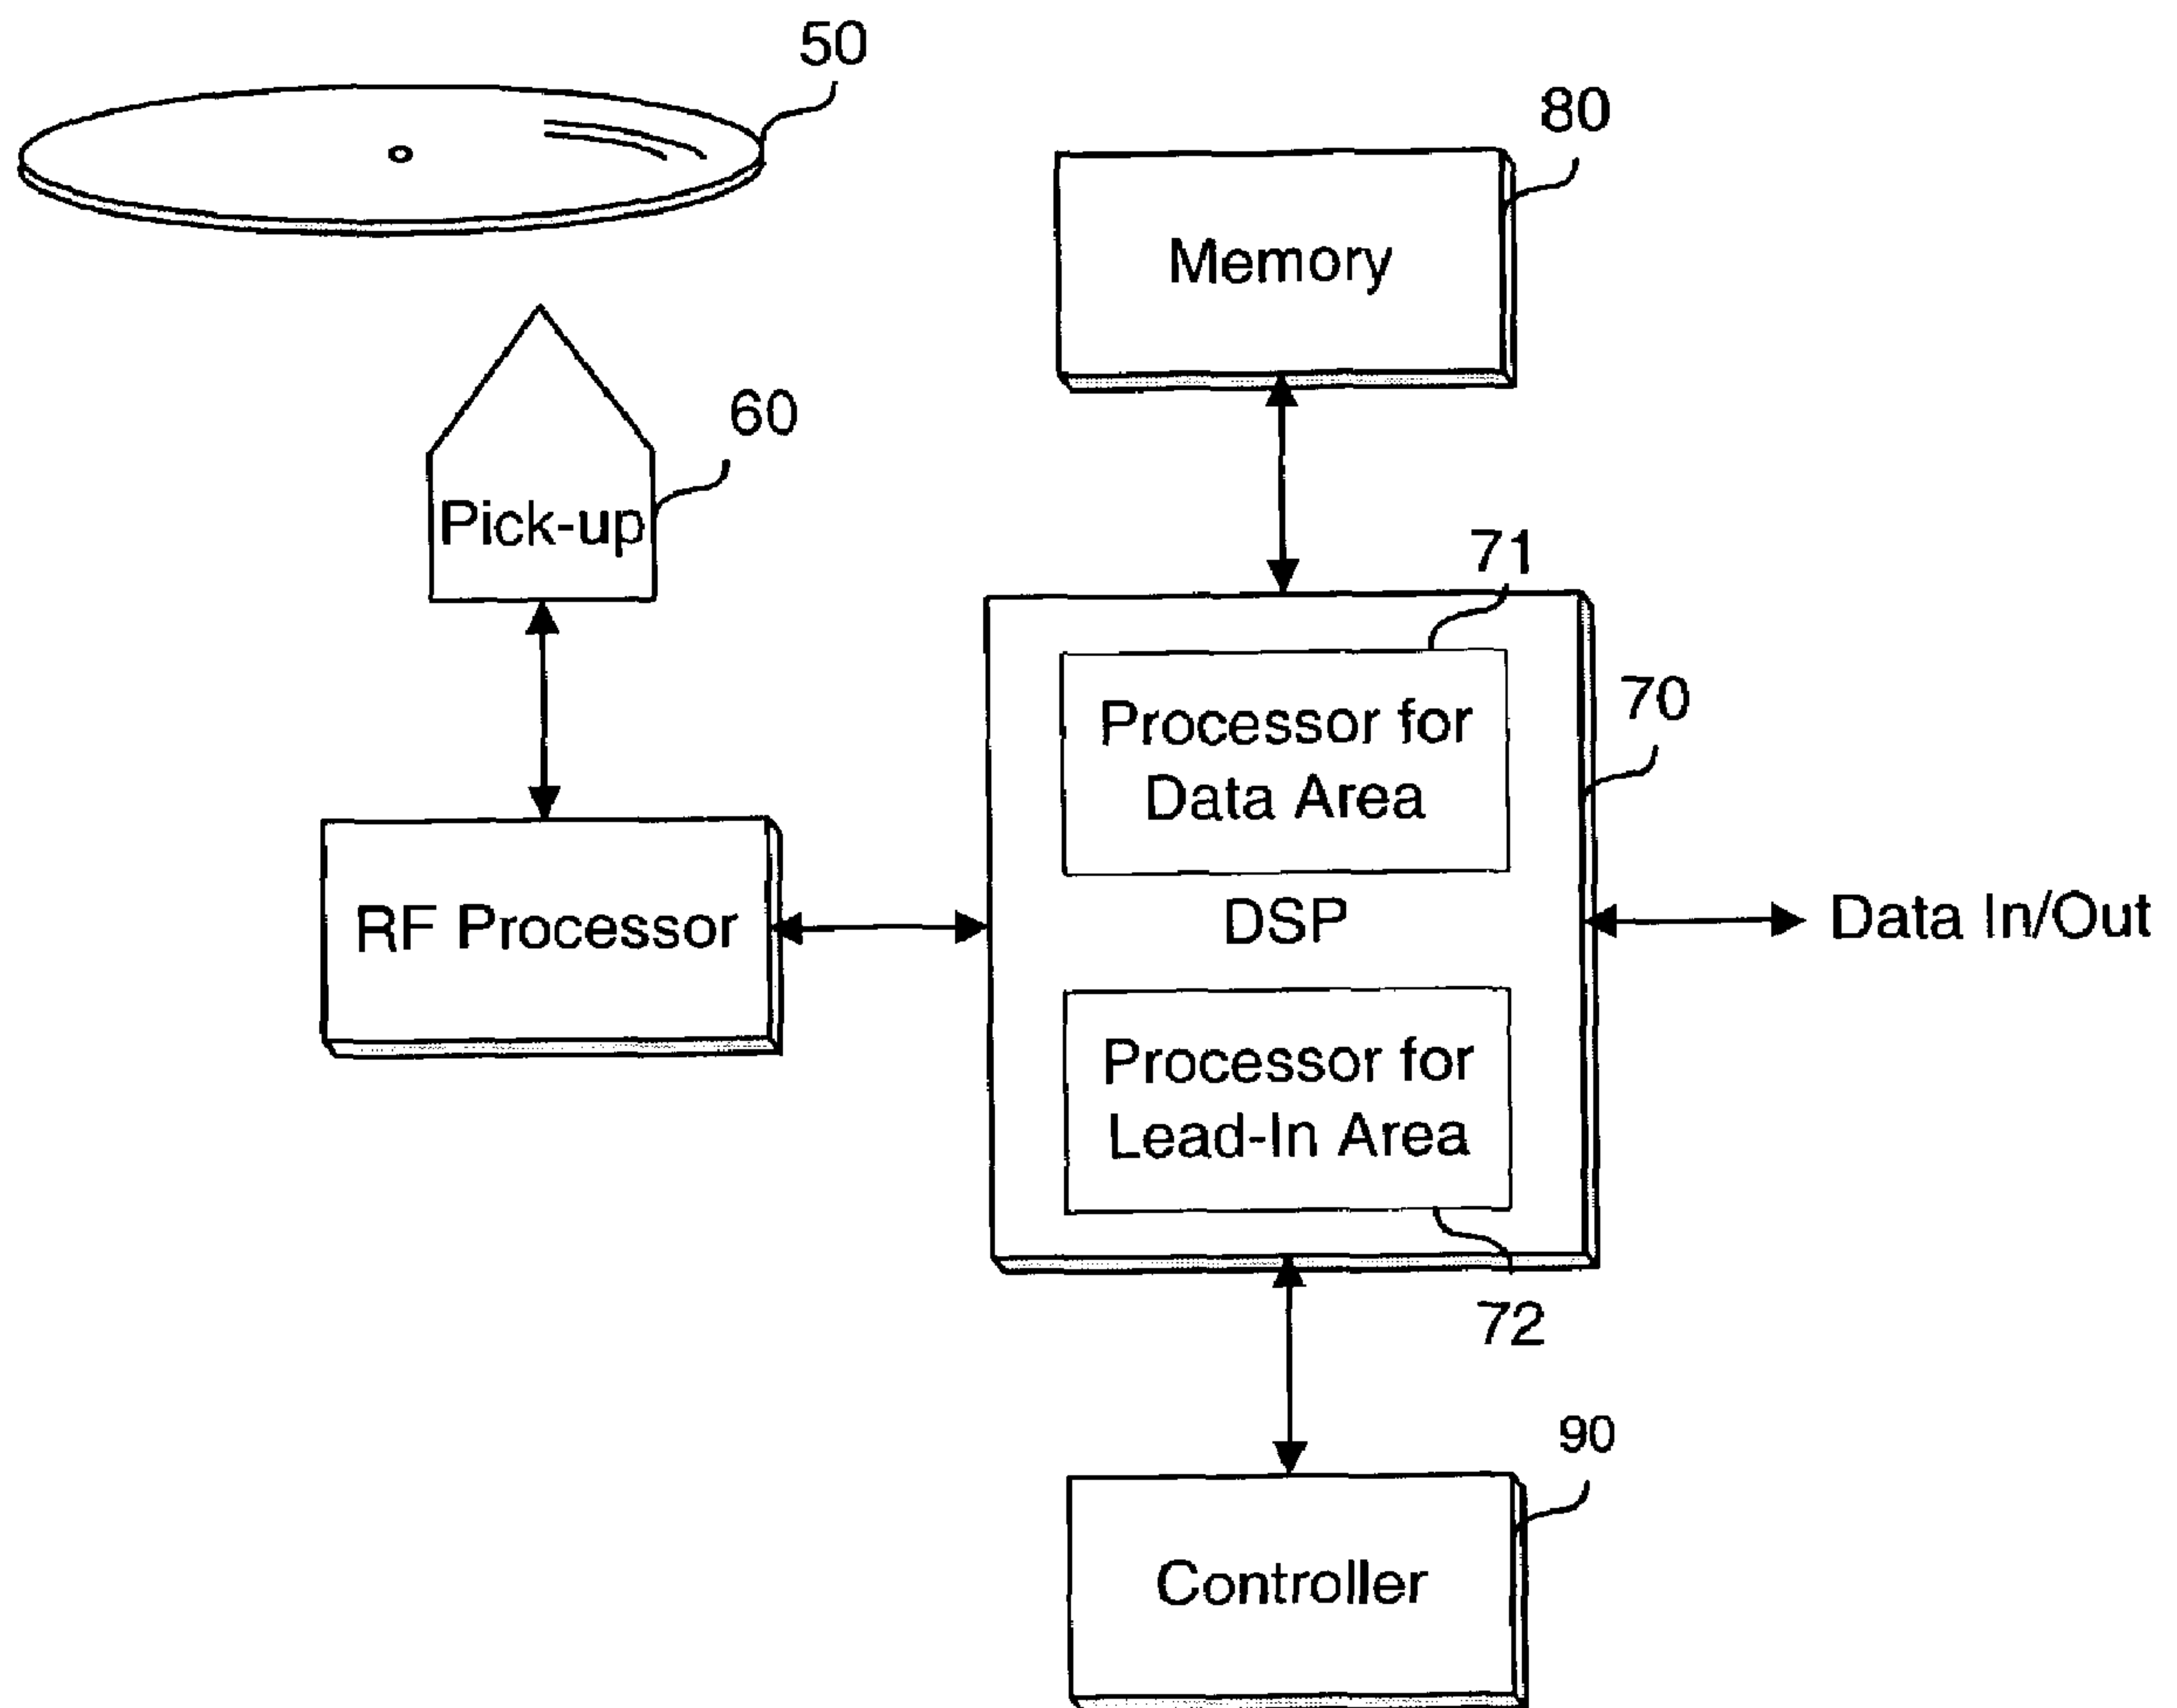 50
80
Memory
60
Pick-up
71
70
Processor for
Data Area
RF Processor
DSP
Data In/Out
Processor for
Lead-In Area
72
90
Controller